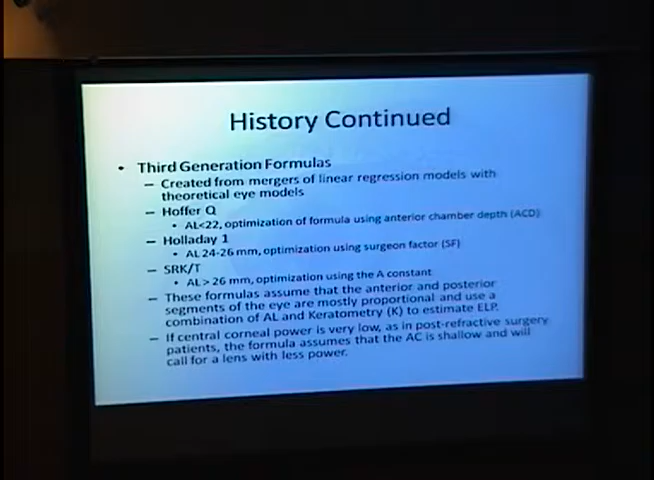 History Continued
• Third Generation Formulas
– Created from mergers of linear regression models with
theoretical eye models
– Hoffer Q
• AL<22, optimization of formula using anterior chamber depth (ACD)
– Holladay 1
• AL 24-26 mm, optimization using surgeon factor (SF)
– SRK/T
• AL > 26 mm, optimization using the A constant
– These formulas assume that the anterior and posterior
segments of the eye are mostly proportional and use a
combination of AL and Keratometry (K) to estimate ELP.
– If central corneal power is very low, as in post-refractive surgery
patients, the formula assumes that the AC is shallow and will
call for a lens with less power.